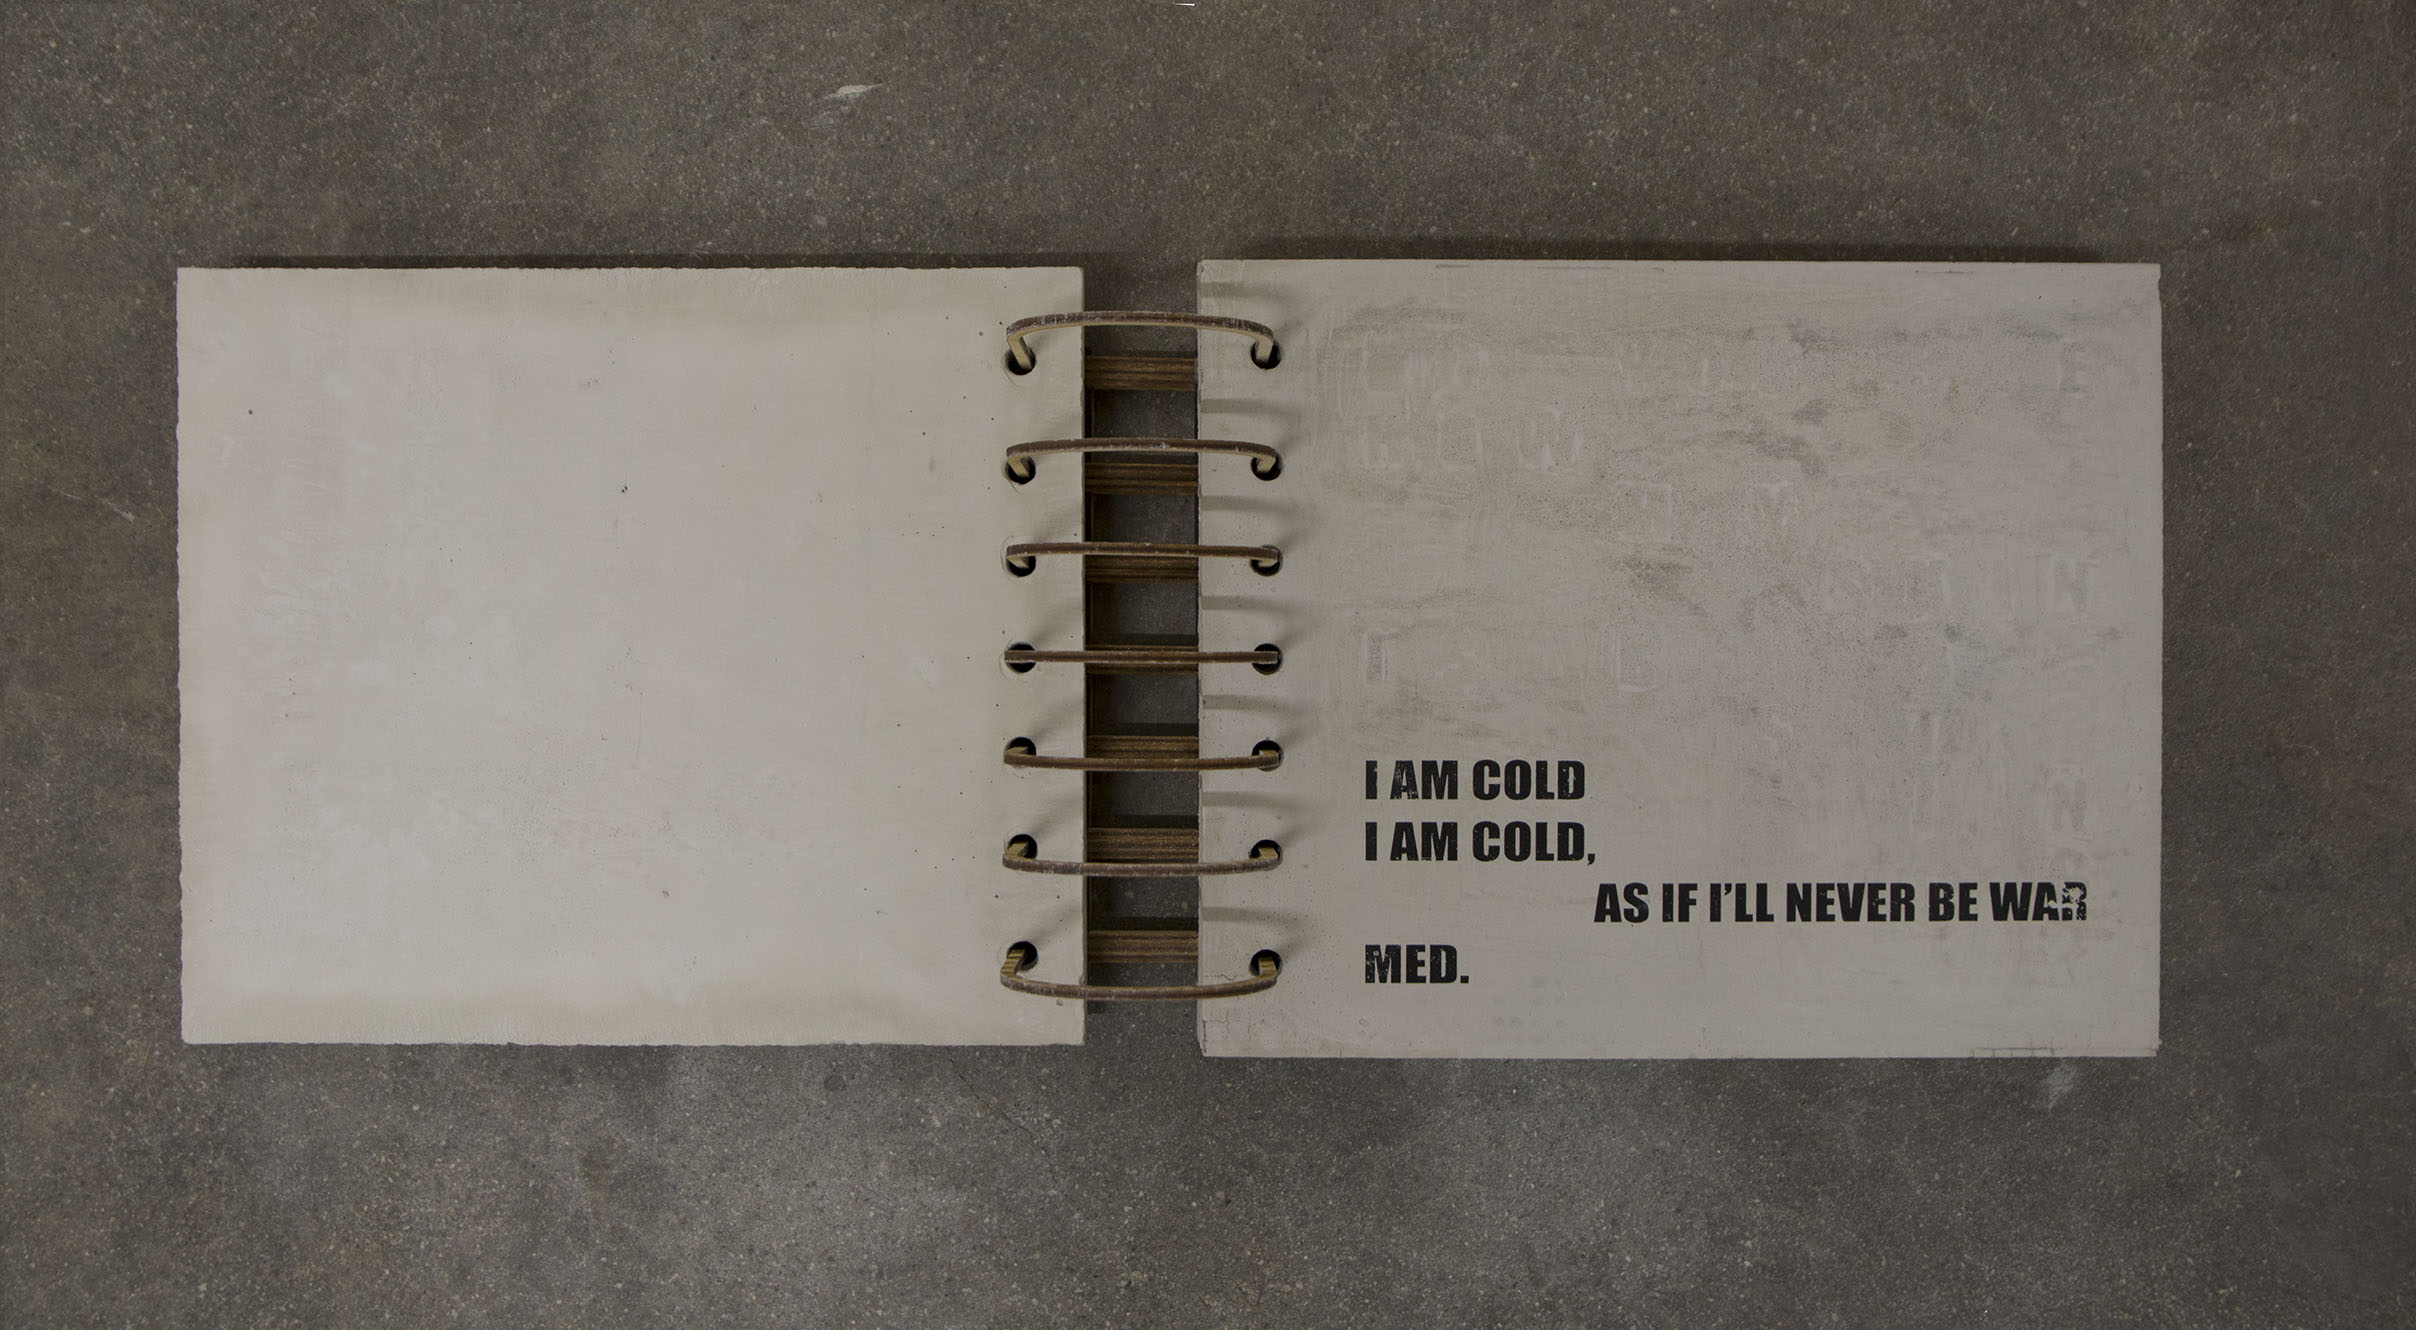 I AM COLD
I AM COLD,
AS IF I'LL NEVER BE WAR
MED.